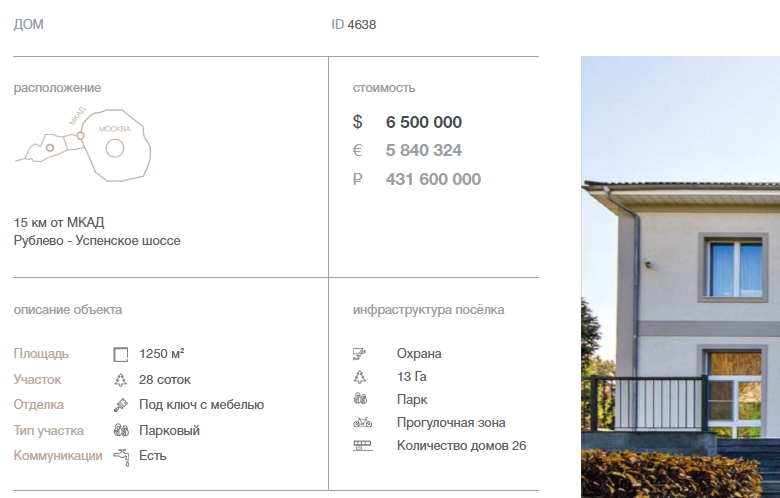 ДОМ
ID 4638
расположение
МКАД
МОСКВА
15 км от МКАД
Рублево - Успенское шоссе
стоимость
$ 6 500 000
€ 5 840 324
₽ 431 600 000
описание объекта
Площадь 1250 м²
Участок 28 соток
Отделка Под ключ с мебелью
Тип участка Парковый
Коммуникации Есть
инфраструктура посёлка
Охрана
13 Га
Парк
Прогулочная зона
Количество домов 26